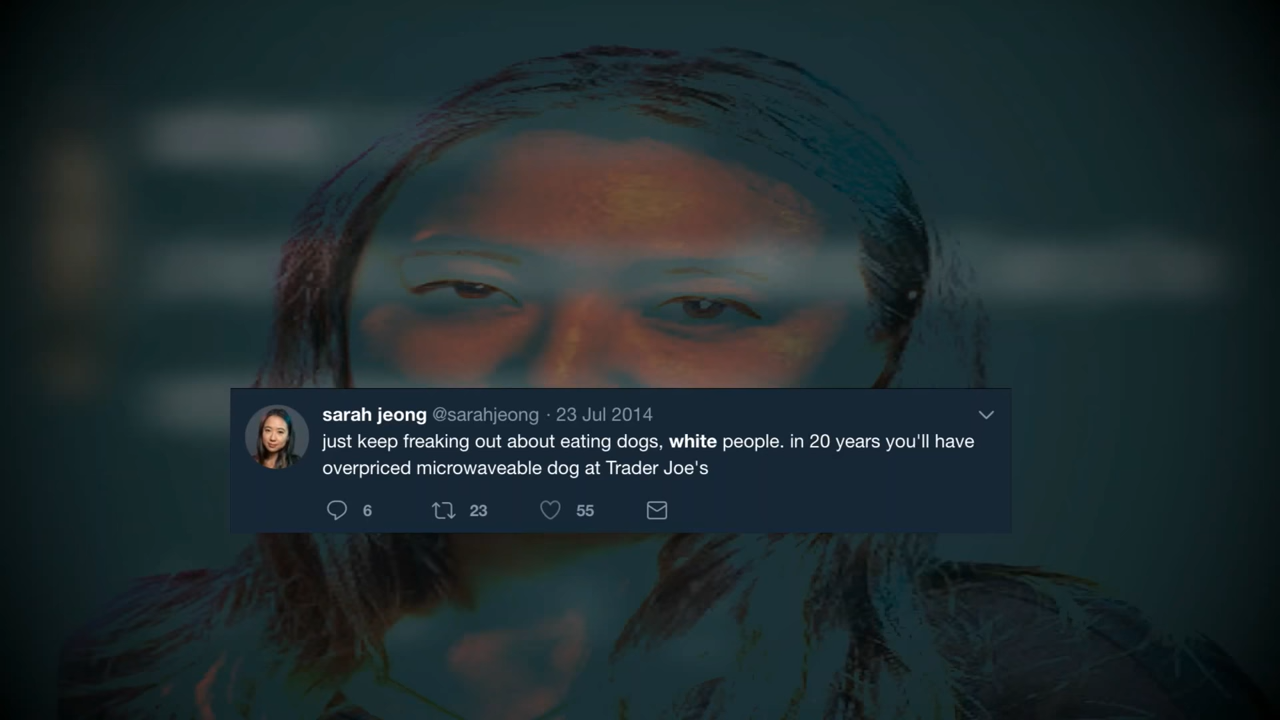 sarah jeong @sarahjeong · 23 Jul 2014
just keep freaking out about eating dogs, white people. in 20 years you'll have
overpriced microwaveable dog at Trader Joe's
6 23 55